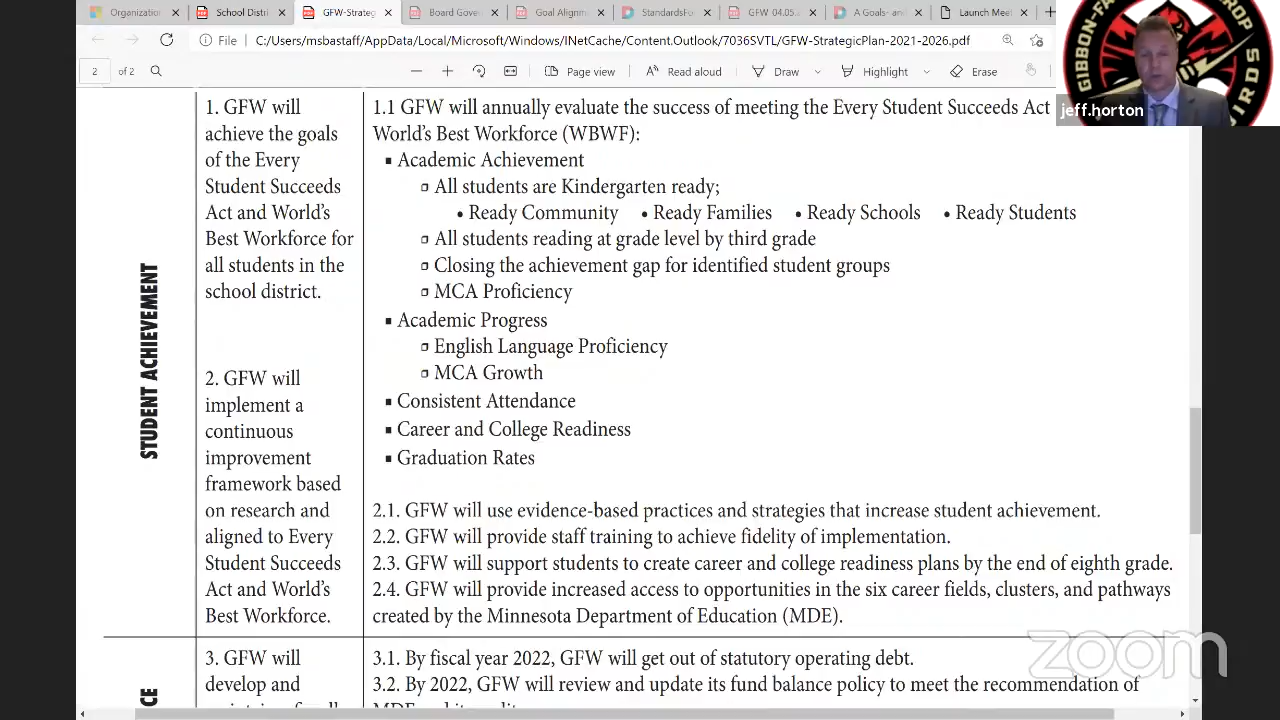 Organization
School Distri
GFW-Strateg
Board Gover
Goal Alignm
StandardsFo
GFW 04.
A Goals- and
Launch Meet
File
C:/Users/msbastaff/AppData/Local/Microsoft/Windows/INetCache/Content.Outlook/7036SVTL/GFW-StrategicPlan-2021-2026.pdf
2 of 2
Page view
Read aloud
Draw
Highlight
Erase
GIBBON-FA
jeff.horton
STUDENT ACHIEVEMENT
1. GFW will
achieve the goals
of the Every
Student Succeeds
Act and World's
Best Workforce for
all students in the
school district.
2. GFW will
implement a
continuous
improvement
framework based
on research and
aligned to Every
Student Succeeds
Act and World's
Best Workforce.
1.1 GFW will annually evaluate the success of meeting the Every Student Succeeds Act
World's Best Workforce (WBWF):
▪ Academic Achievement
❑ All students are Kindergarten ready;
• Ready Community • Ready Families • Ready Schools • Ready Students
❑ All students reading at grade level by third grade
❑ Closing the achievement gap for identified student groups
❑ MCA Proficiency
▪ Academic Progress
❑ English Language Proficiency
❑ MCA Growth
▪ Consistent Attendance
▪ Career and College Readiness
▪ Graduation Rates
2.1. GFW will use evidence-based practices and strategies that increase student achievement.
2.2. GFW will provide staff training to achieve fidelity of implementation.
2.3. GFW will support students to create career and college readiness plans by the end of eighth grade.
2.4. GFW will provide increased access to opportunities in the six career fields, clusters, and pathways
created by the Minnesota Department of Education (MDE).
CE
3. GFW will
develop and
3.1. By fiscal year 2022, GFW will get out of statutory operating debt.
3.2. By 2022, GFW will review and update its fund balance policy to meet the recommendation of
zoom